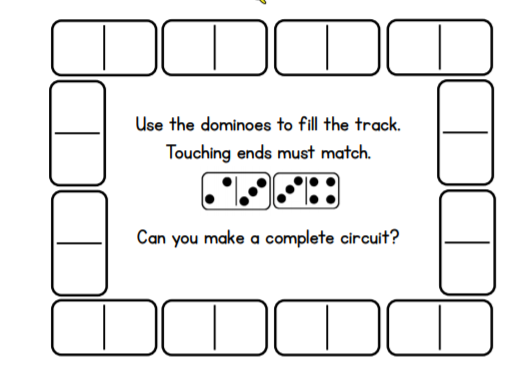 Use the dominoes to fill the track.
Touching ends must match.
Can you make a complete circuit?